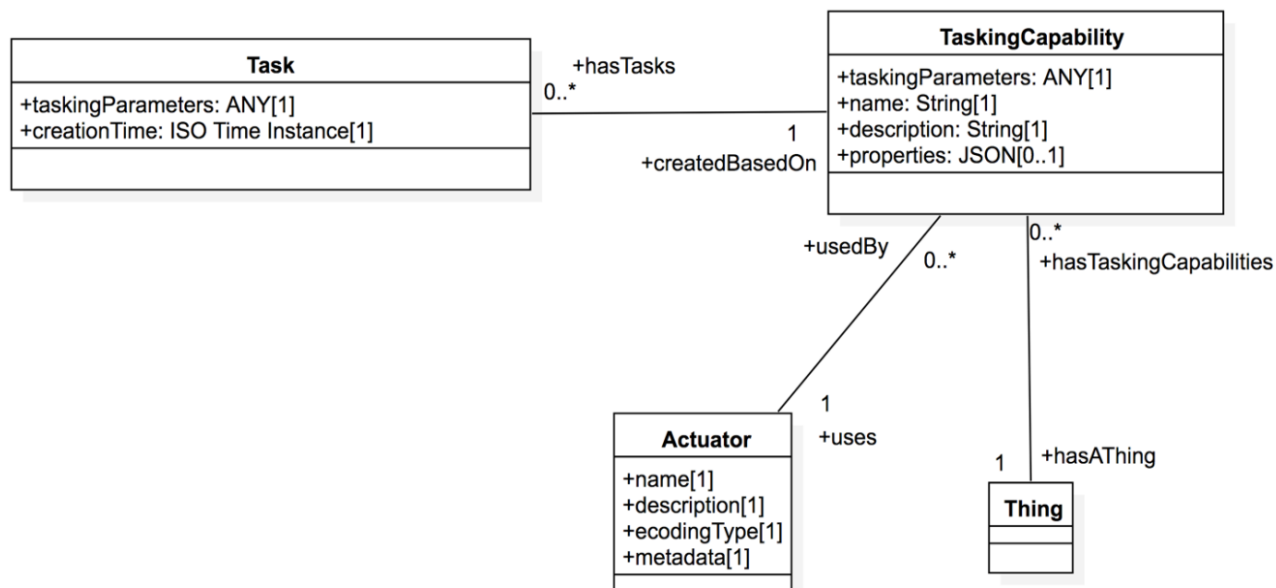 Task
+taskingParameters: ANY[1]
+creationTime: ISO Time Instance[1]
+hasTasks
0..*
1
+createdBasedOn
TaskingCapability
+taskingParameters: ANY[1]
+name: String[1]
+description: String[1]
+properties: JSON[0..1]
+usedBy
0..*
0..*
+hasTaskingCapabilities
1
+uses
Actuator
+name[1]
+description[1]
+ecodingType[1]
+metadata[1]
1
+hasAThing
Thing